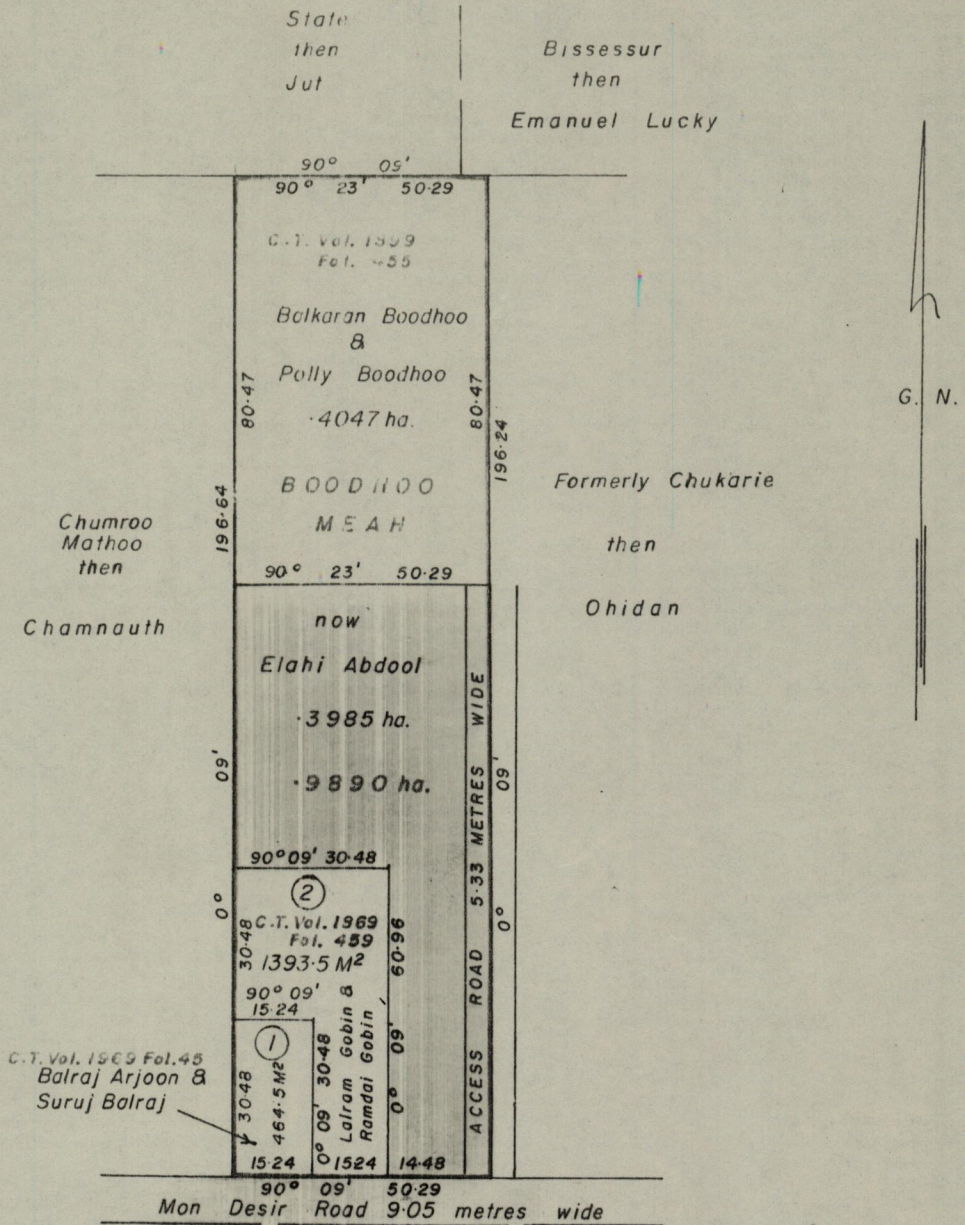 State
then
Jut
Bissessur
then
Emanuel Lucky
90° 09'
90° 23' 50·29
C.T. Vol. 1969
Fol. 455
Balkaran Boodhoo
&
Polly Boodhoo
·4047 ha.
80·47
80·47
196·24
196·64
BOODHOO
MEAH
90° 23' 50·29
G. N.
Chumroo
Mathoo
then
Chamnauth
Formerly Chukarie
then
Ohidan
now
Elahi Abdool
·3985 ha.
·9890 ha.
0° 09'
ACCESS ROAD 5·33 METRES WIDE
0° 09'
90° 09' 30·48
2
C.T. Vol. 1969
Fol. 459
1393·5 M²
30·48
60·96
0° 09'
90° 09'
15·24
Lalram Gobin &
Ramdai Gobin
0° 09' 30·48
1
C.T. Vol. 1969 Fol. 45
Balraj Arjoon &
Suruj Balraj
30·48
464·5 M²
15·24
1524
14·48
90° 09' 50·29
Mon Desir Road 9·05 metres wide